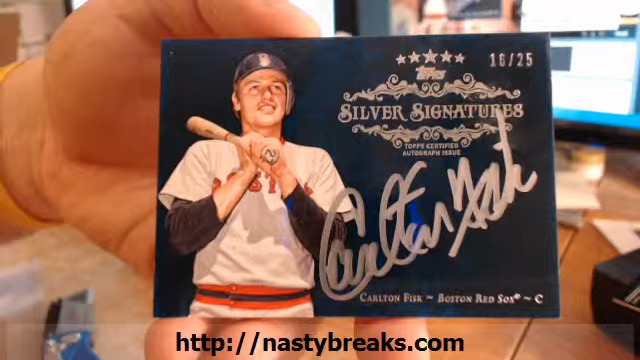 16/25
Topps
SILVER SIGNATURES
TOPPS CERTIFIED
AUTOGRAPH ISSUE
Carlton Fisk
BOSTON
CARLTON FISK ~ BOSTON RED SOX® ~ C
http://nastybreaks.com